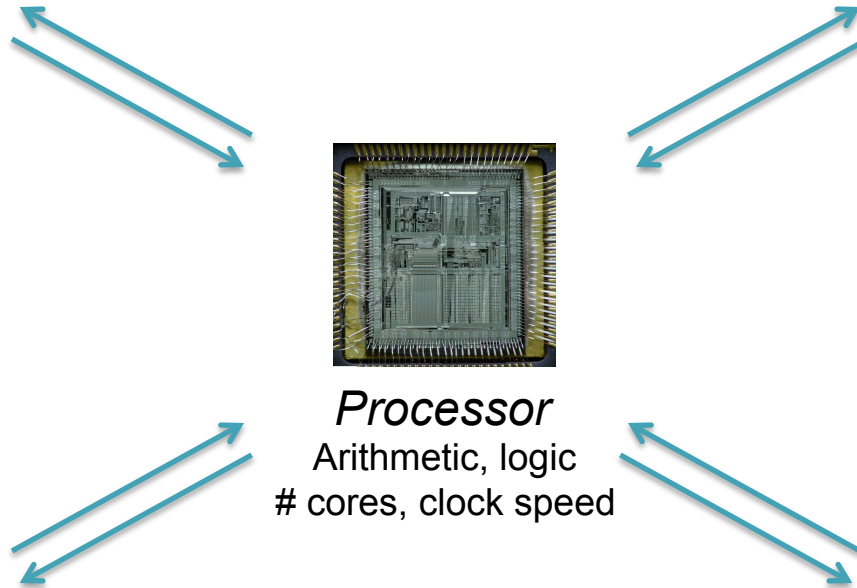 Processor
Arithmetic, logic
# cores, clock speed